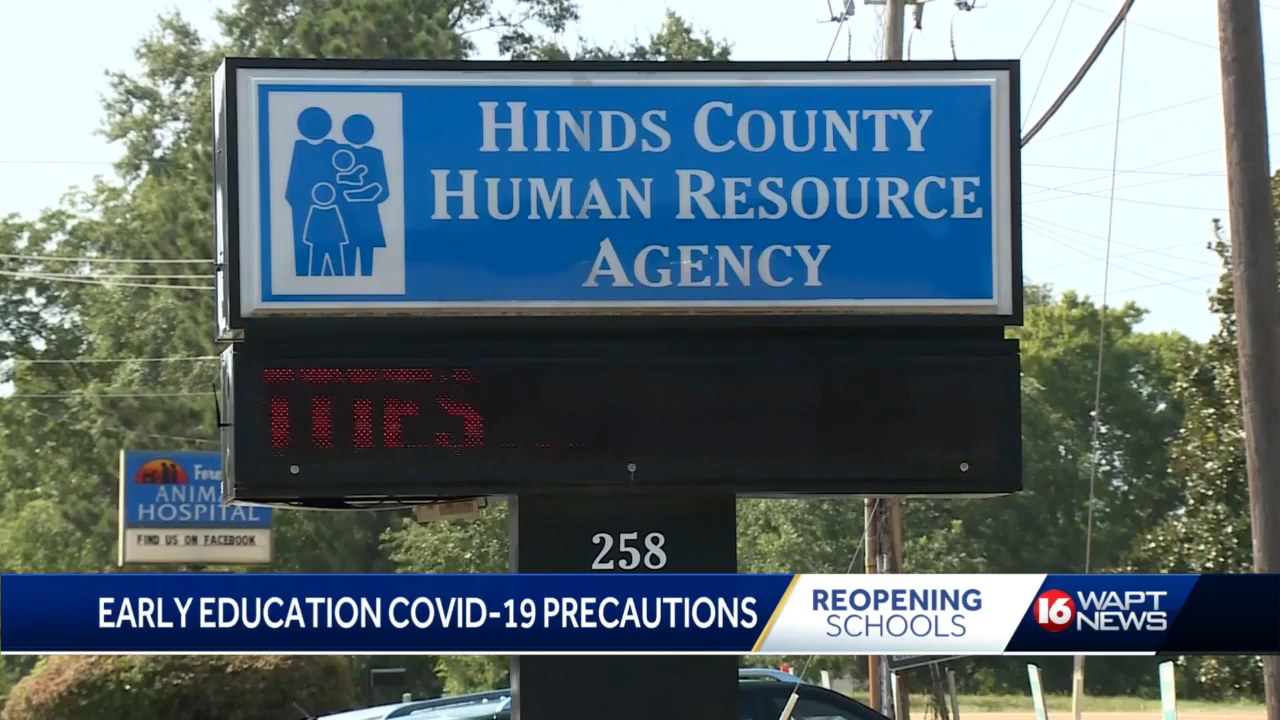 HINDS COUNTY
HUMAN RESOURCE
AGENCY
ANIMAL
HOSPITAL
FIND US ON FACEBOOK
258
EARLY EDUCATION COVID-19 PRECAUTIONS
REOPENING
SCHOOLS
16 WAPT
NEWS